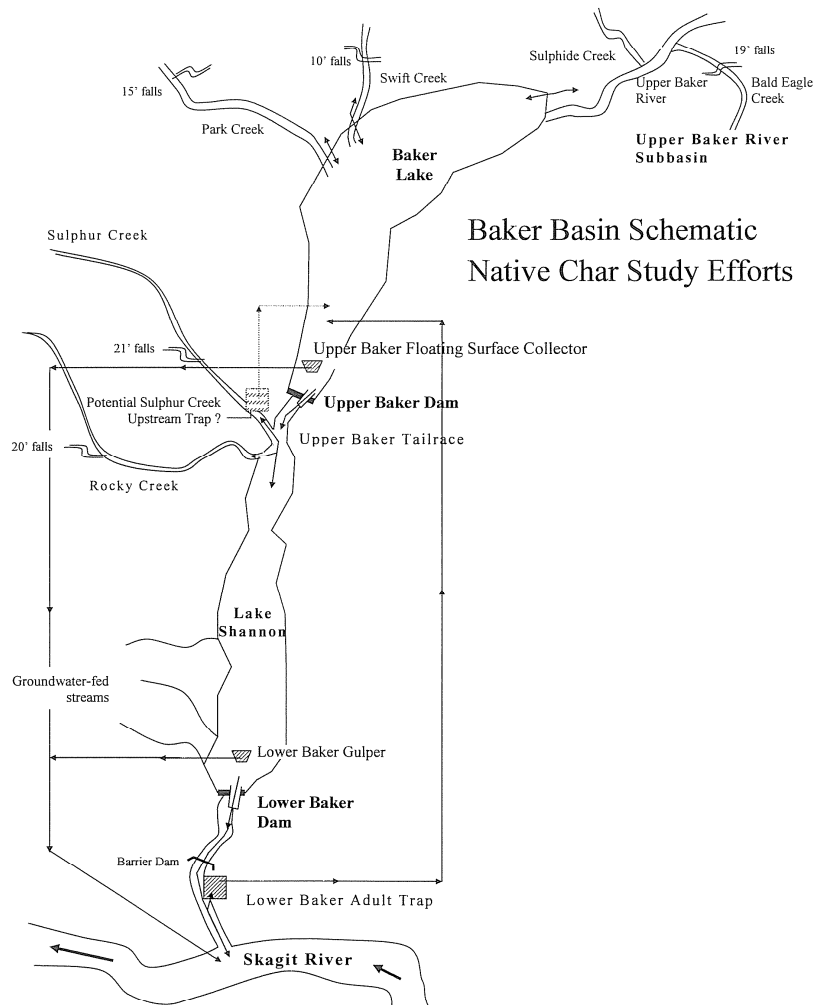 Sulphide Creek
19' falls
10' falls
Swift Creek
Upper Baker
River
Bald Eagle
Creek
15' falls
Park Creek
Upper Baker River
Subbasin
Baker
Lake
Sulphur Creek
Baker Basin Schematic
Native Char Study Efforts
21' falls
Upper Baker Floating Surface Collector
Potential Sulphur Creek
Upstream Trap ?
Upper Baker Dam
Upper Baker Tailrace
20' falls
Rocky Creek
Lake
Shannon
Groundwater-fed
streams
Lower Baker Gulper
Lower Baker
Dam
Barrier Dam
Lower Baker Adult Trap
Skagit River